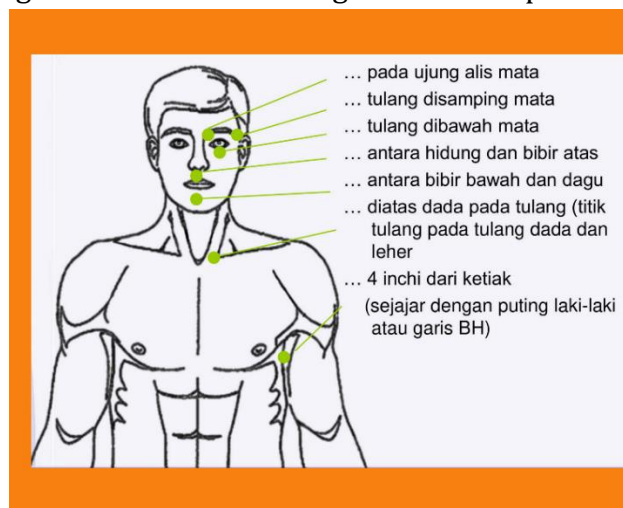 … pada ujung alis mata
… tulang disamping mata
… tulang dibawah mata
… antara hidung dan bibir atas
… antara bibir bawah dan dagu
… diatas dada pada tulang (titik
tulang pada tulang dada dan
leher
… 4 inchi dari ketiak
(sejajar dengan puting laki-laki
atau garis BH)